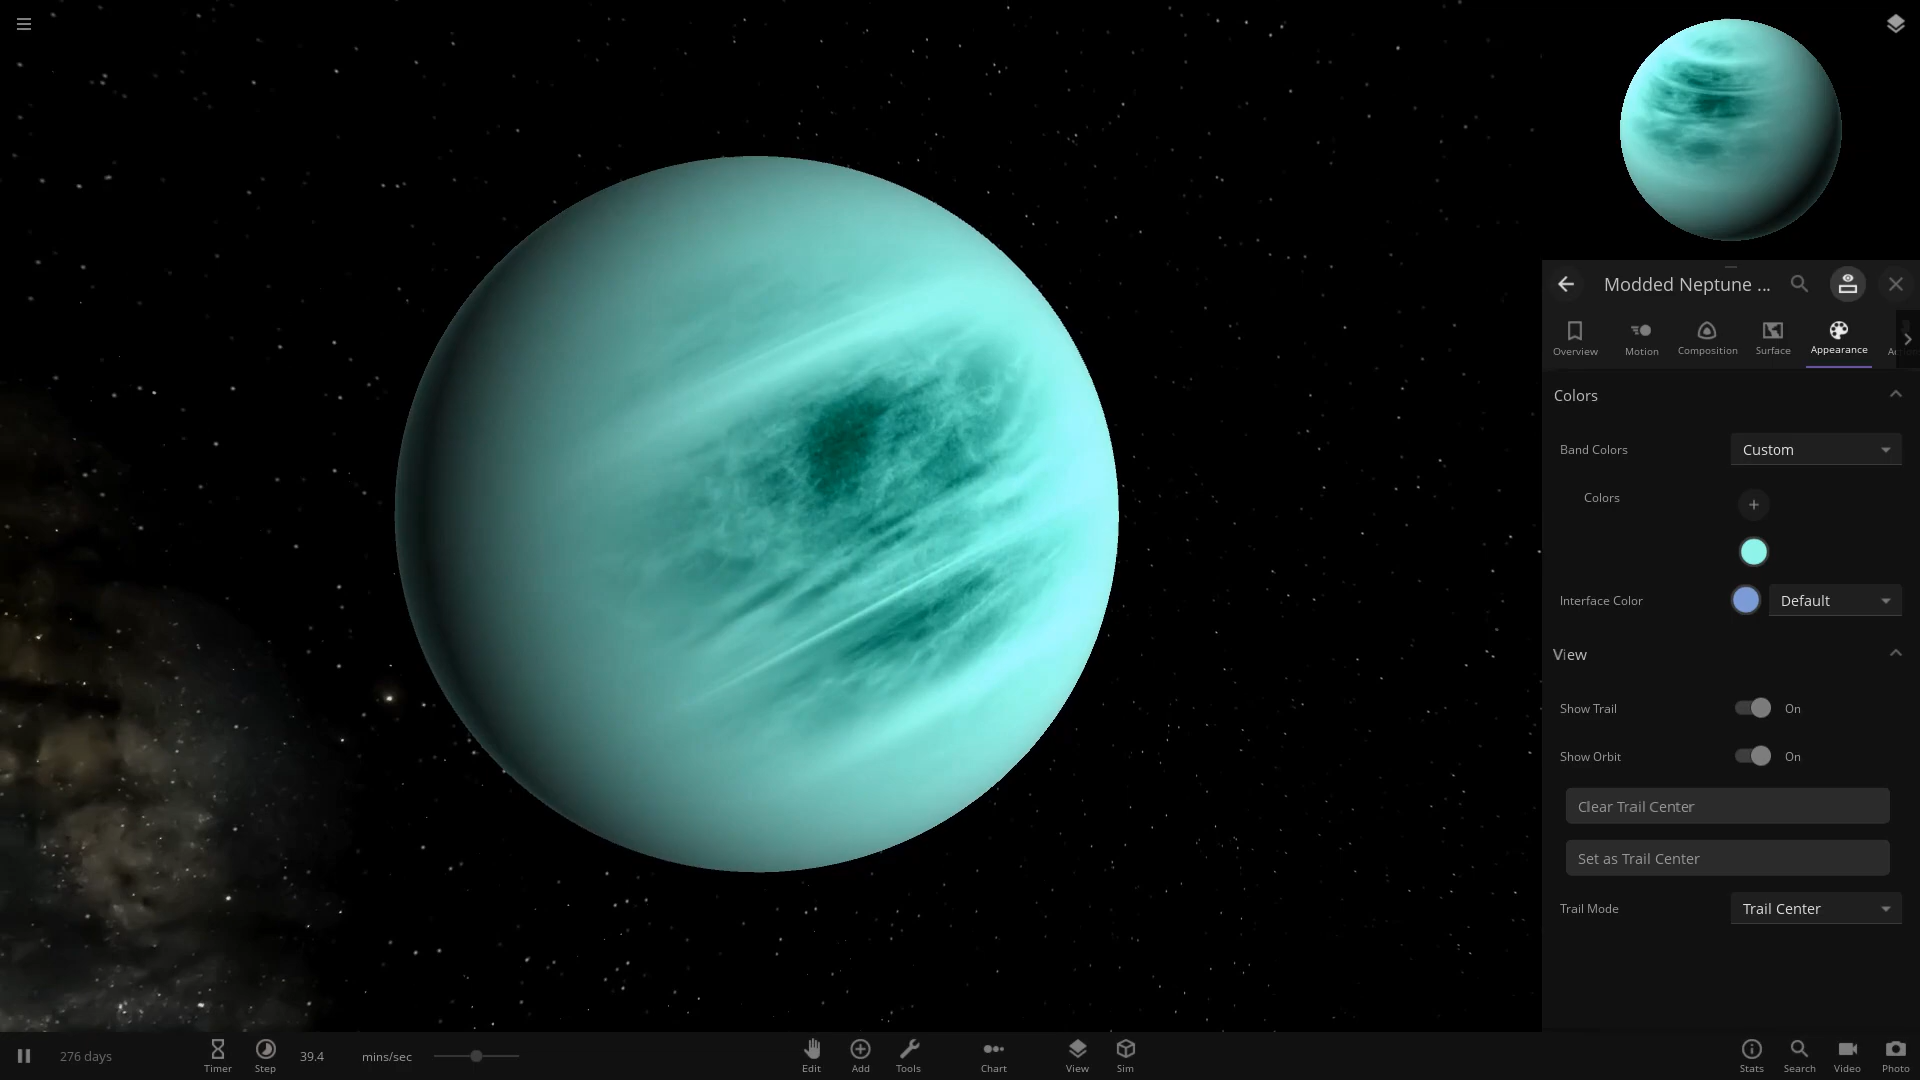 Modded Neptune ...
Overview
Motion
Composition
Surface
Appearance
Colors
Band Colors
Custom
Colors
Interface Color
Default
View
Show Trail
On
Show Orbit
On
Clear Trail Center
Set as Trail Center
Trail Mode
Trail Center
276 days
Timer
Step
39.4
mins/sec
Edit
Add
Tools
Chart
View
Sim
Stats
Search
Video
Photo